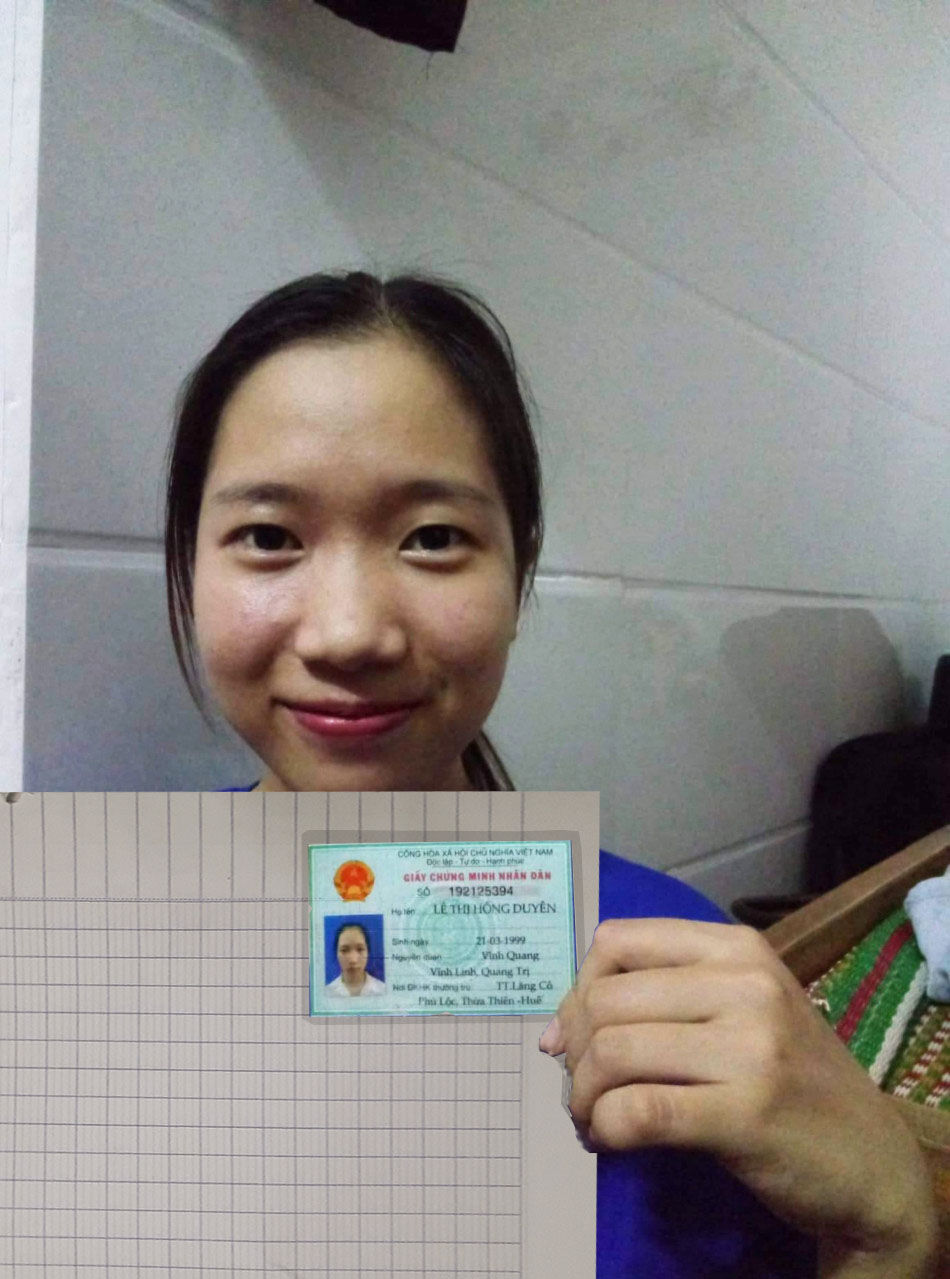 CỘNG HÒA XÃ HỘI CHỦ NGHĨA VIỆT NAM
Độc lập - Tự do - Hạnh phúc
GIẤY CHỨNG MINH NHÂN DÂN
SỐ 192125394
Họ tên LÊ THỊ HỒNG DUYÊN
Sinh ngày 21-03-1999
Nguyên quán Vĩnh Quang
Vĩnh Linh, Quảng Trị
Nơi ĐKHK thường trú TT.Lăng Cô
Phú Lộc, Thừa Thiên -Huế